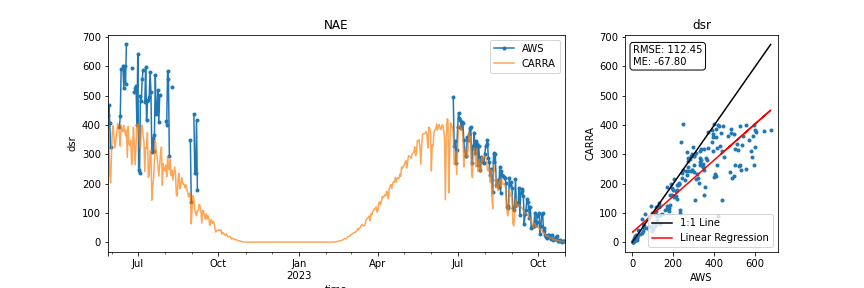 NAE
700
600
500
400
300
200
100
0
dsr
AWS
CARRA
Jul
Oct
Jan
2023
Apr
Jul
Oct
time
dsr
RMSE: 112.45
ME: -67.80
700
600
500
400
300
200
100
0
CARRA
1:1 Line
Linear Regression
0
200
400
600
AWS